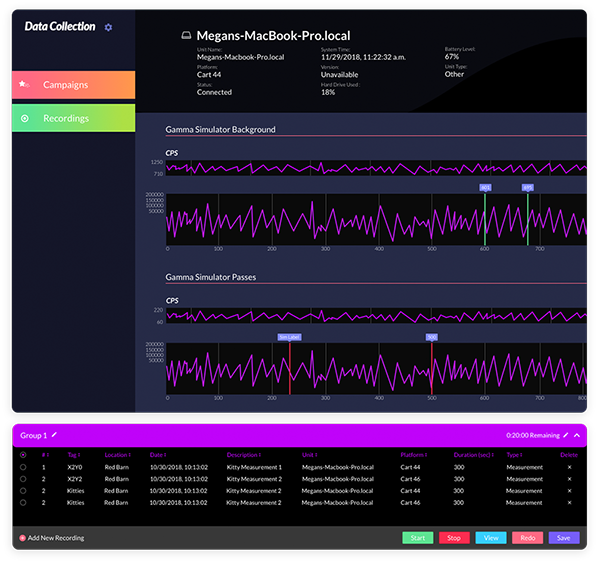 Data Collection
Megans-MacBook-Pro.local
Unit Name: System Time: Battery Level:
Megans-Macbook-Pro.local 11/29/2018, 11:22:32 a.m. 67%
Platform: Version: Unit Type:
Cart 44 Unavailable Other
Status: Hard Drive Used:
Connected 18%
Campaigns
Recordings
Gamma Simulator Background
CPS
1250
710
601 695
200000
150000
100000
50000
0 100 200 300 400 500 600 700
Gamma Simulator Passes
CPS
220
60
Sim Label 500
200000
150000
100000
50000
0 100 200 300 400 500 600 700 800
Group 1 0:20:00 Remaining
# Tag Location Date Description Unit Platform Duration (sec) Type Delete
1 X2Y0 Red Barn 10/30/2018, 10:13:02 Kitty Measurement 1 Megans-Macbook-Pro.local Cart 44 300 Measurement ×
2 X2Y2 Red Barn 10/30/2018, 10:13:02 Kitty Measurement 2 Megans-Macbook-Pro.local Cart 46 300 Measurement ×
2 Kitties Red Barn 10/30/2018, 10:13:02 Kitty Measurement 2 Megans-Macbook-Pro.local Cart 44 300 Measurement ×
2 Kitties Red Barn 10/30/2018, 10:13:02 Kitty Measurement 2 Megans-Macbook-Pro.local Cart 44 300 Measurement ×
Add New Recording Start Stop View Redo Save